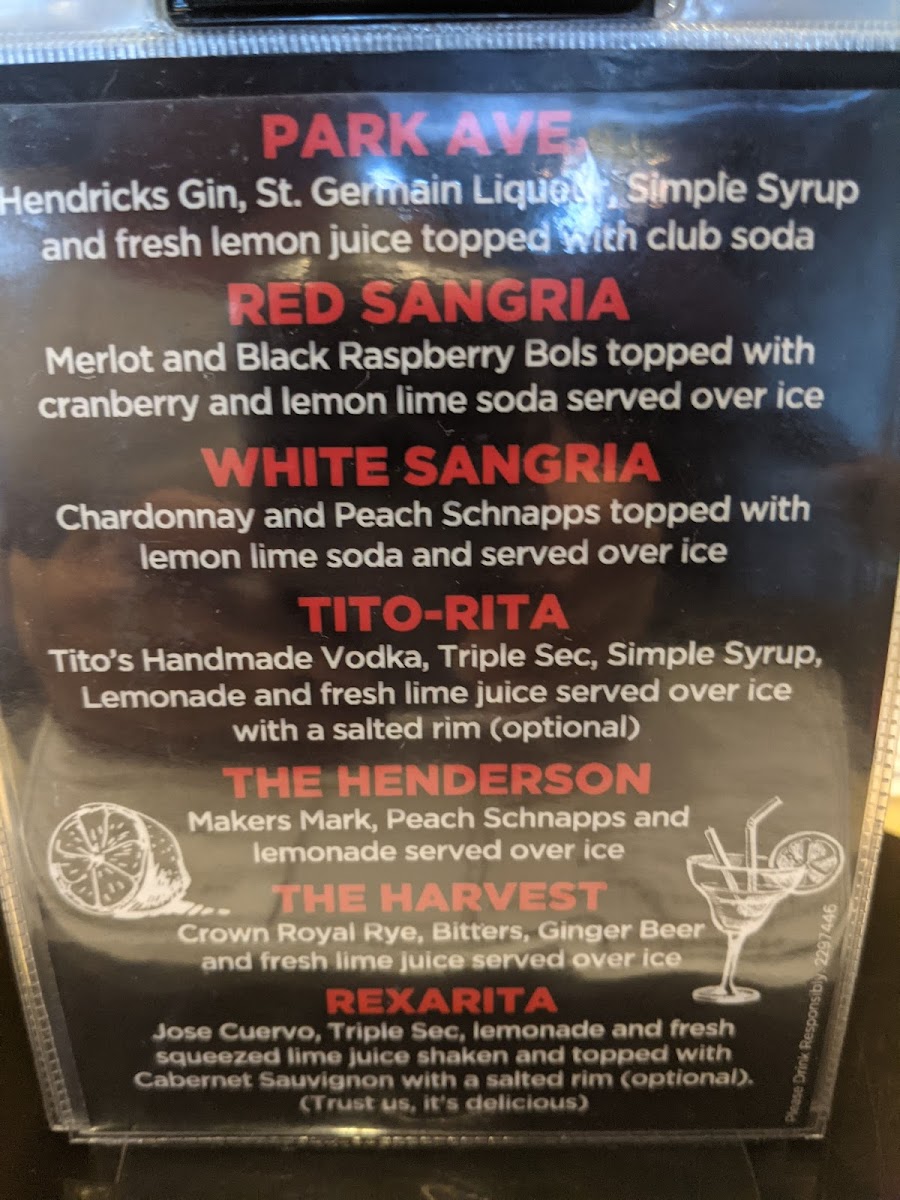 PARK AVE.
Hendricks Gin, St. Germain Liqueur, Simple Syrup
and fresh lemon juice topped with club soda
RED SANGRIA
Merlot and Black Raspberry Bols topped with
cranberry and lemon lime soda served over ice
WHITE SANGRIA
Chardonnay and Peach Schnapps topped with
lemon lime soda and served over ice
TITO-RITA
Tito's Handmade Vodka, Triple Sec, Simple Syrup,
Lemonade and fresh lime juice served over ice
with a salted rim (optional)
THE HENDERSON
Makers Mark, Peach Schnapps and
lemonade served over ice
THE HARVEST
Crown Royal Rye, Bitters, Ginger Beer
and fresh lime juice served over ice
REXARITA
Jose Cuervo, Triple Sec, lemonade and fresh
squeezed lime juice shaken and topped with
Cabernet Sauvignon with a salted rim (optional).
(Trust us, it's delicious)
Please Drink Responsibly 2297446